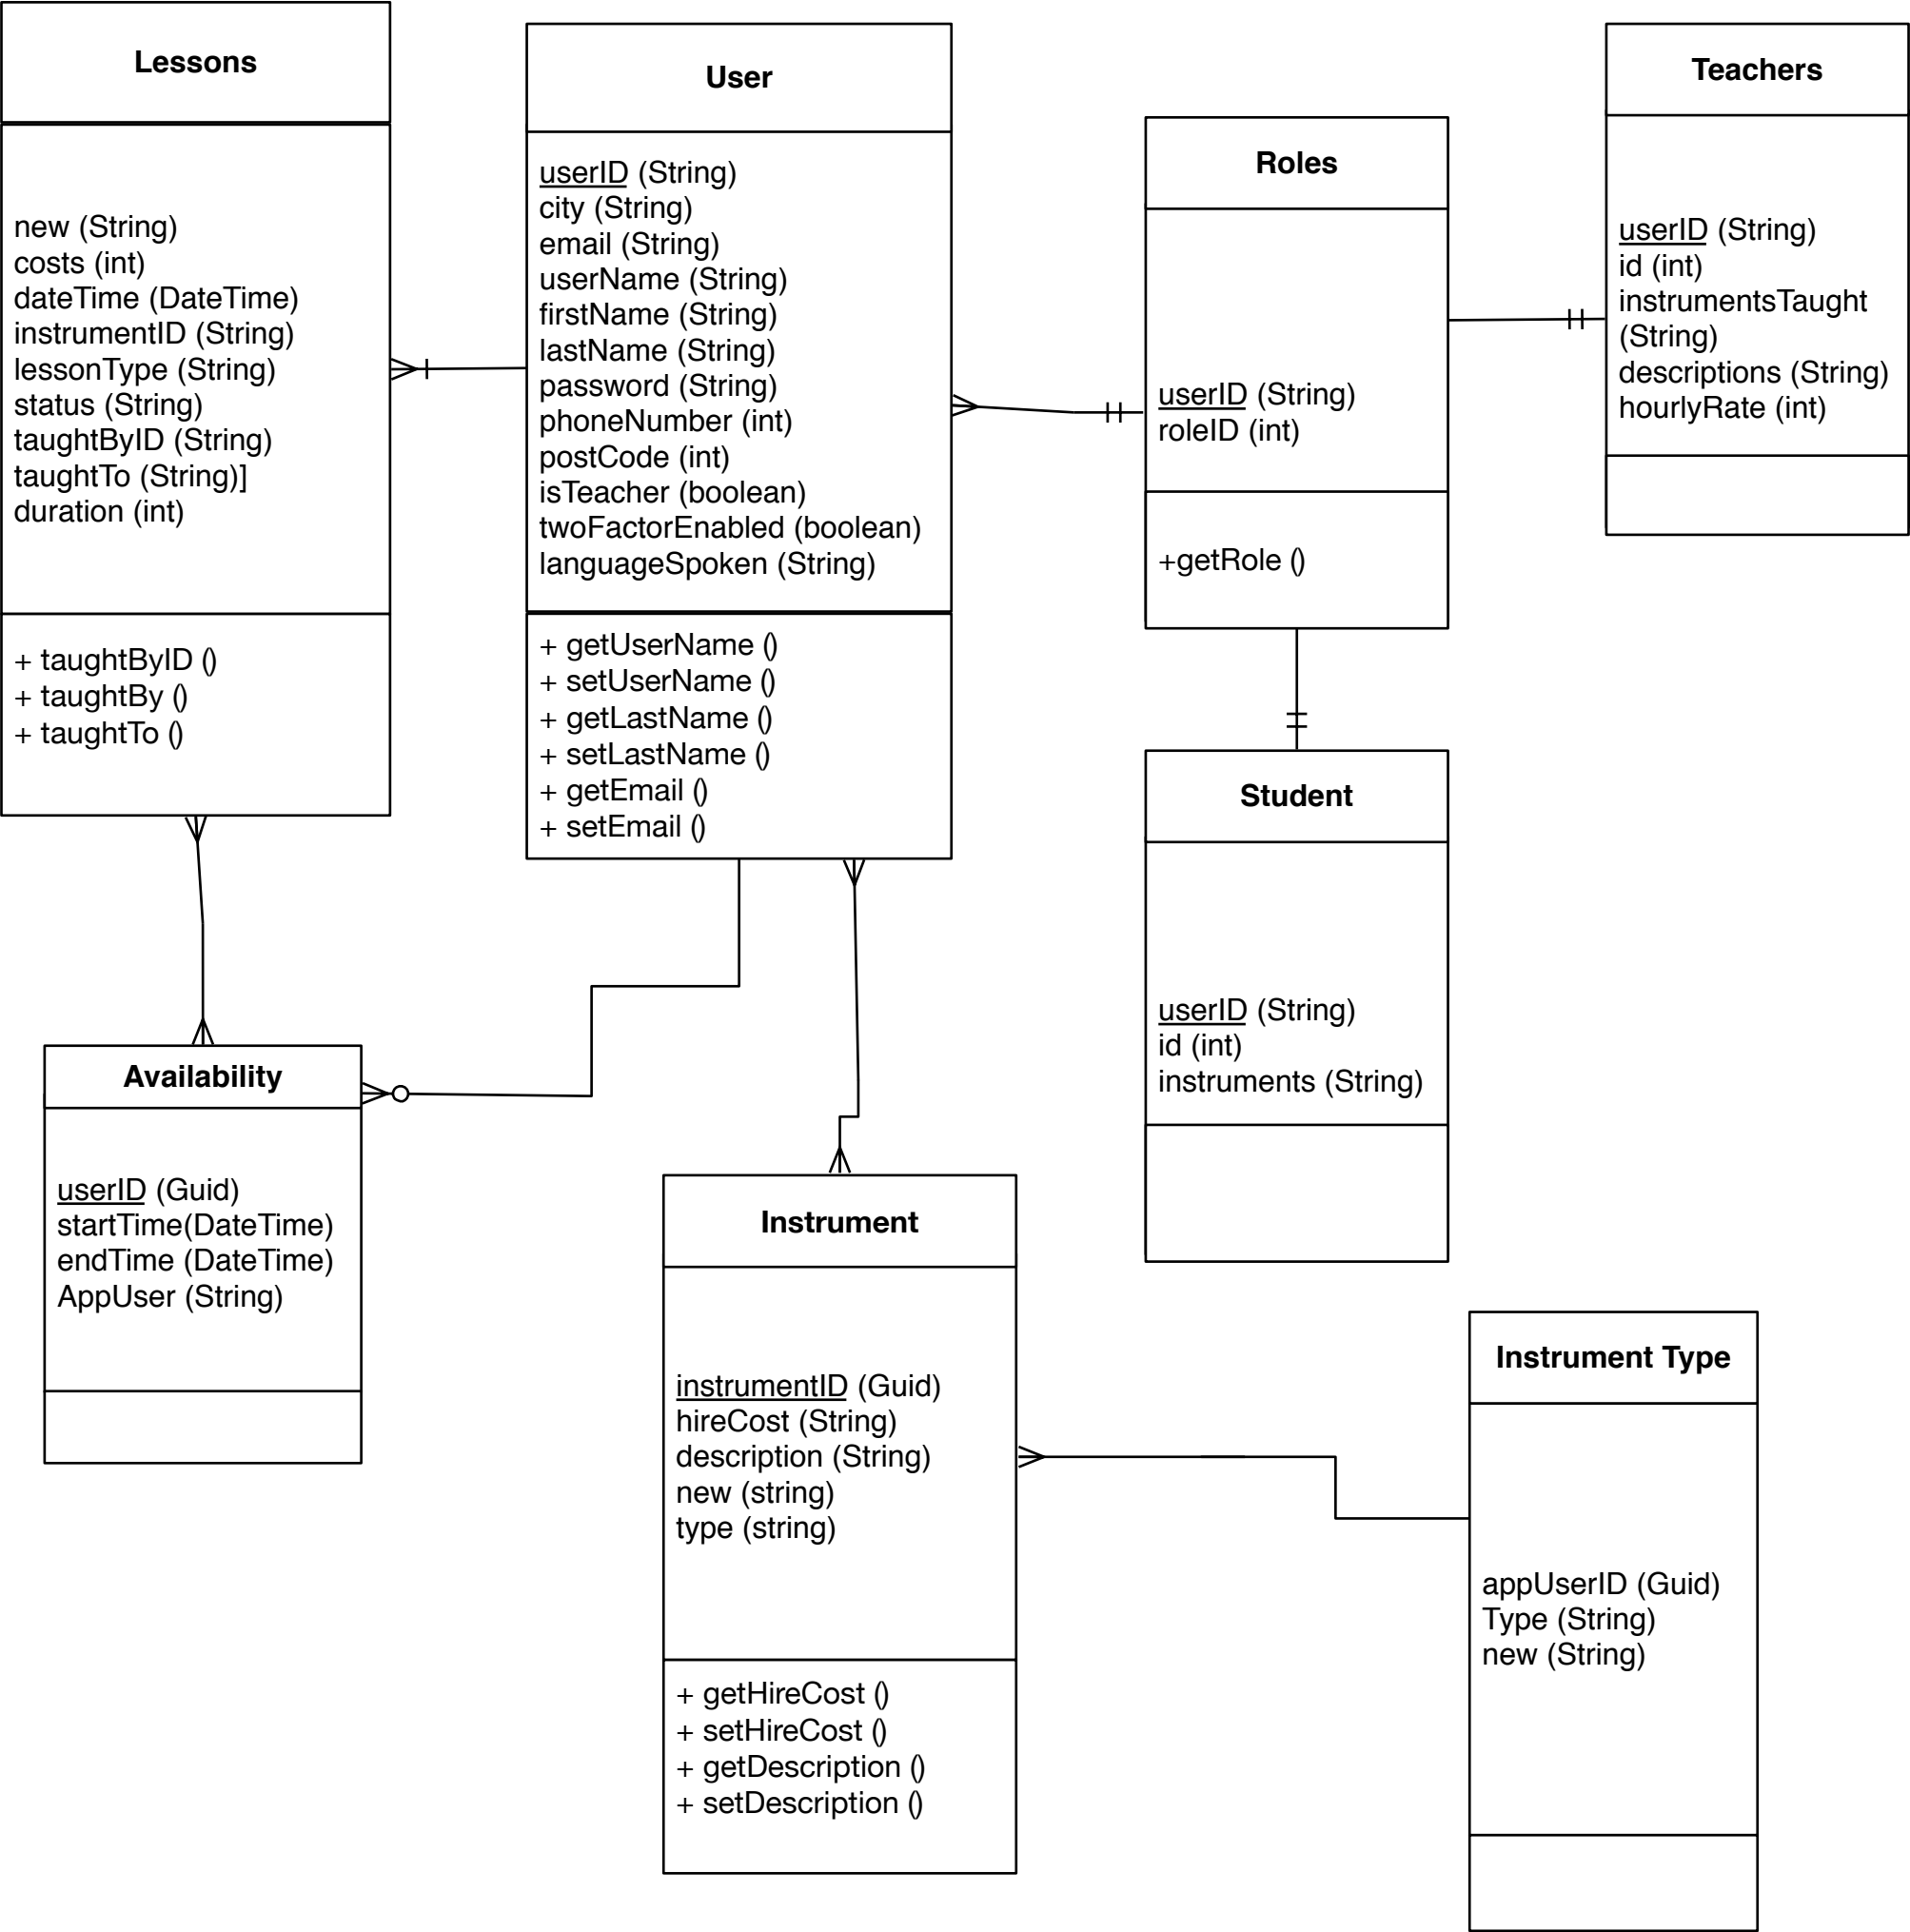 Lessons
new (String)
costs (int)
dateTime (DateTime)
instrumentID (String)
lessonType (String)
status (String)
taughtByID (String)
taughtTo (String)]
duration (int)
+ taughtByID ()
+ taughtBy ()
+ taughtTo ()
User
userID (String)
city (String)
email (String)
userName (String)
firstName (String)
lastName (String)
password (String)
phoneNumber (int)
postCode (int)
isTeacher (boolean)
twoFactorEnabled (boolean)
languageSpoken (String)
+ getUserName ()
+ setUserName ()
+ getLastName ()
+ setLastName ()
+ getEmail ()
+ setEmail ()
Roles
userID (String)
roleID (int)
+getRole ()
Teachers
userID (String)
id (int)
instrumentsTaught
(String)
descriptions (String)
hourlyRate (int)
Student
userID (String)
id (int)
instruments (String)
Availability
userID (Guid)
startTime(DateTime)
endTime (DateTime)
AppUser (String)
Instrument
instrumentID (Guid)
hireCost (String)
description (String)
new (string)
type (string)
+ getHireCost ()
+ setHireCost ()
+ getDescription ()
+ setDescription ()
Instrument Type
appUserID (Guid)
Type (String)
new (String)